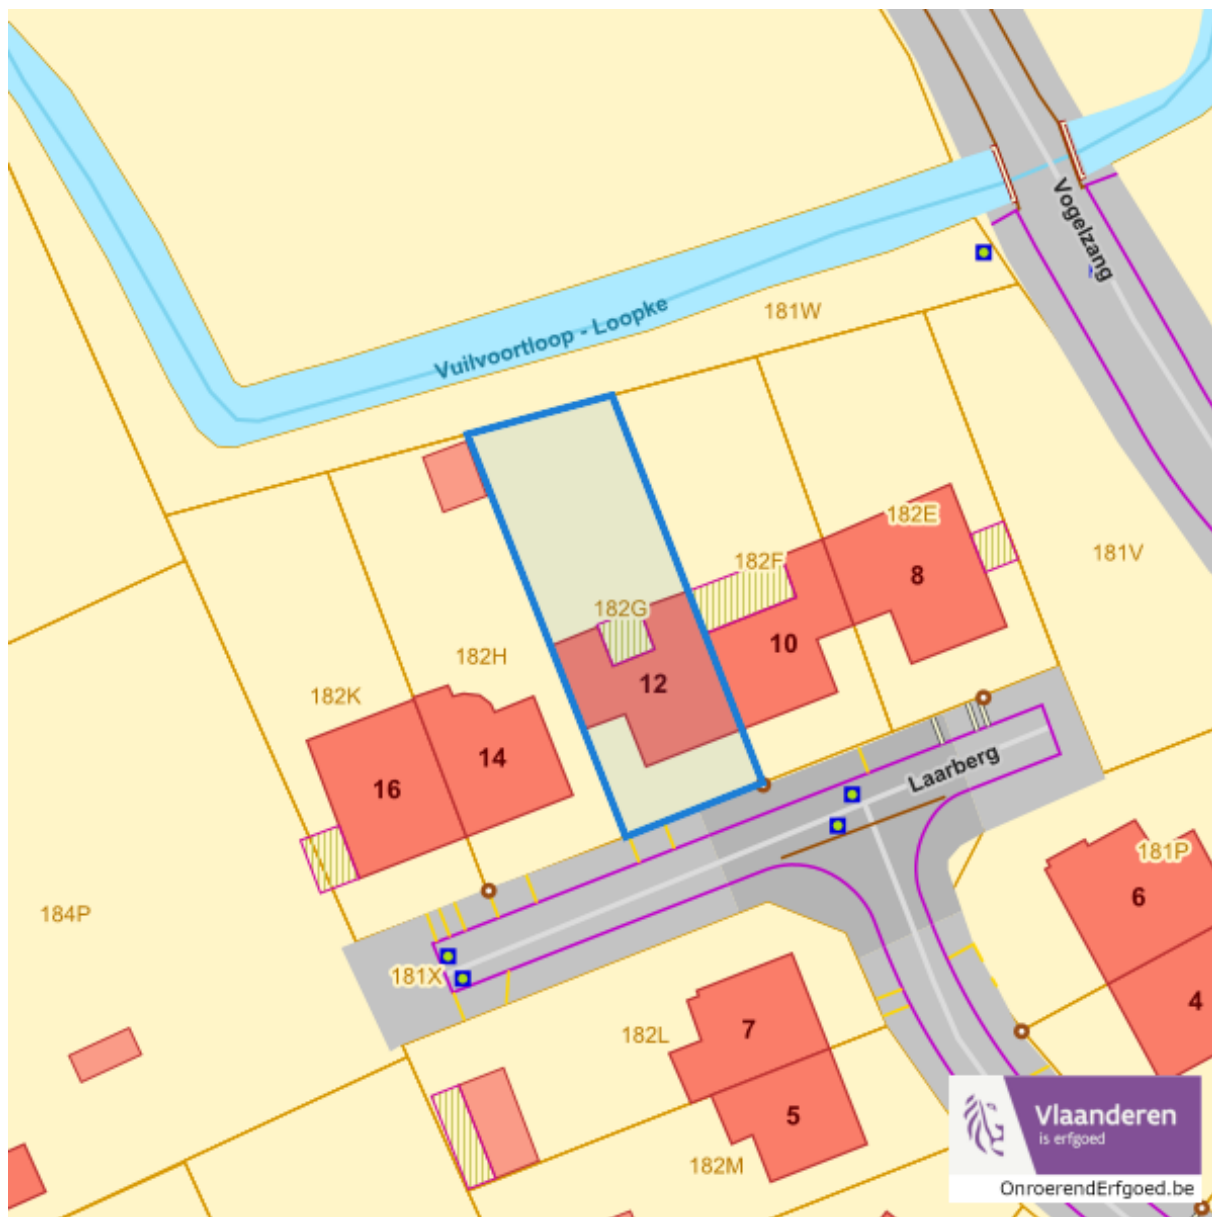 Vogelzang
181W
Vuilvoortloop - Loopke
182E
181V
182F
8
182G
10
182H
12
182K
14
16
Laarberg
181P
6
184P
181X
4
182L
7
5
182M
Vlaanderen
is erfgoed
OnroerendErfgoed.be